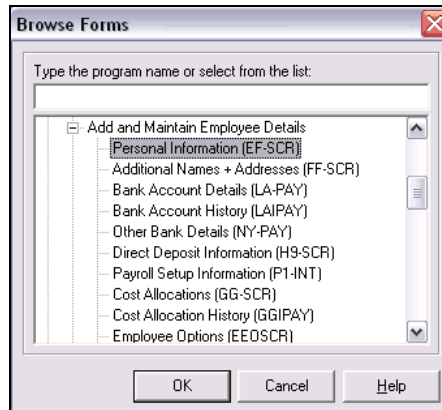 Browse Forms
Type the program name or select from the list:
Add and Maintain Employee Details
Personal Information (EF-SCR)
Additional Names + Addresses (FF-SCR)
Bank Account Details (LA-PAY)
Bank Account History (LAIPAY)
Other Bank Details (NY-PAY)
Direct Deposit Information (H9-SCR)
Payroll Setup Information (P1-INT)
Cost Allocations (GG-SCR)
Cost Allocation History (GGIPAY)
Employee Options (EEOSCR)
OK
Cancel
Help